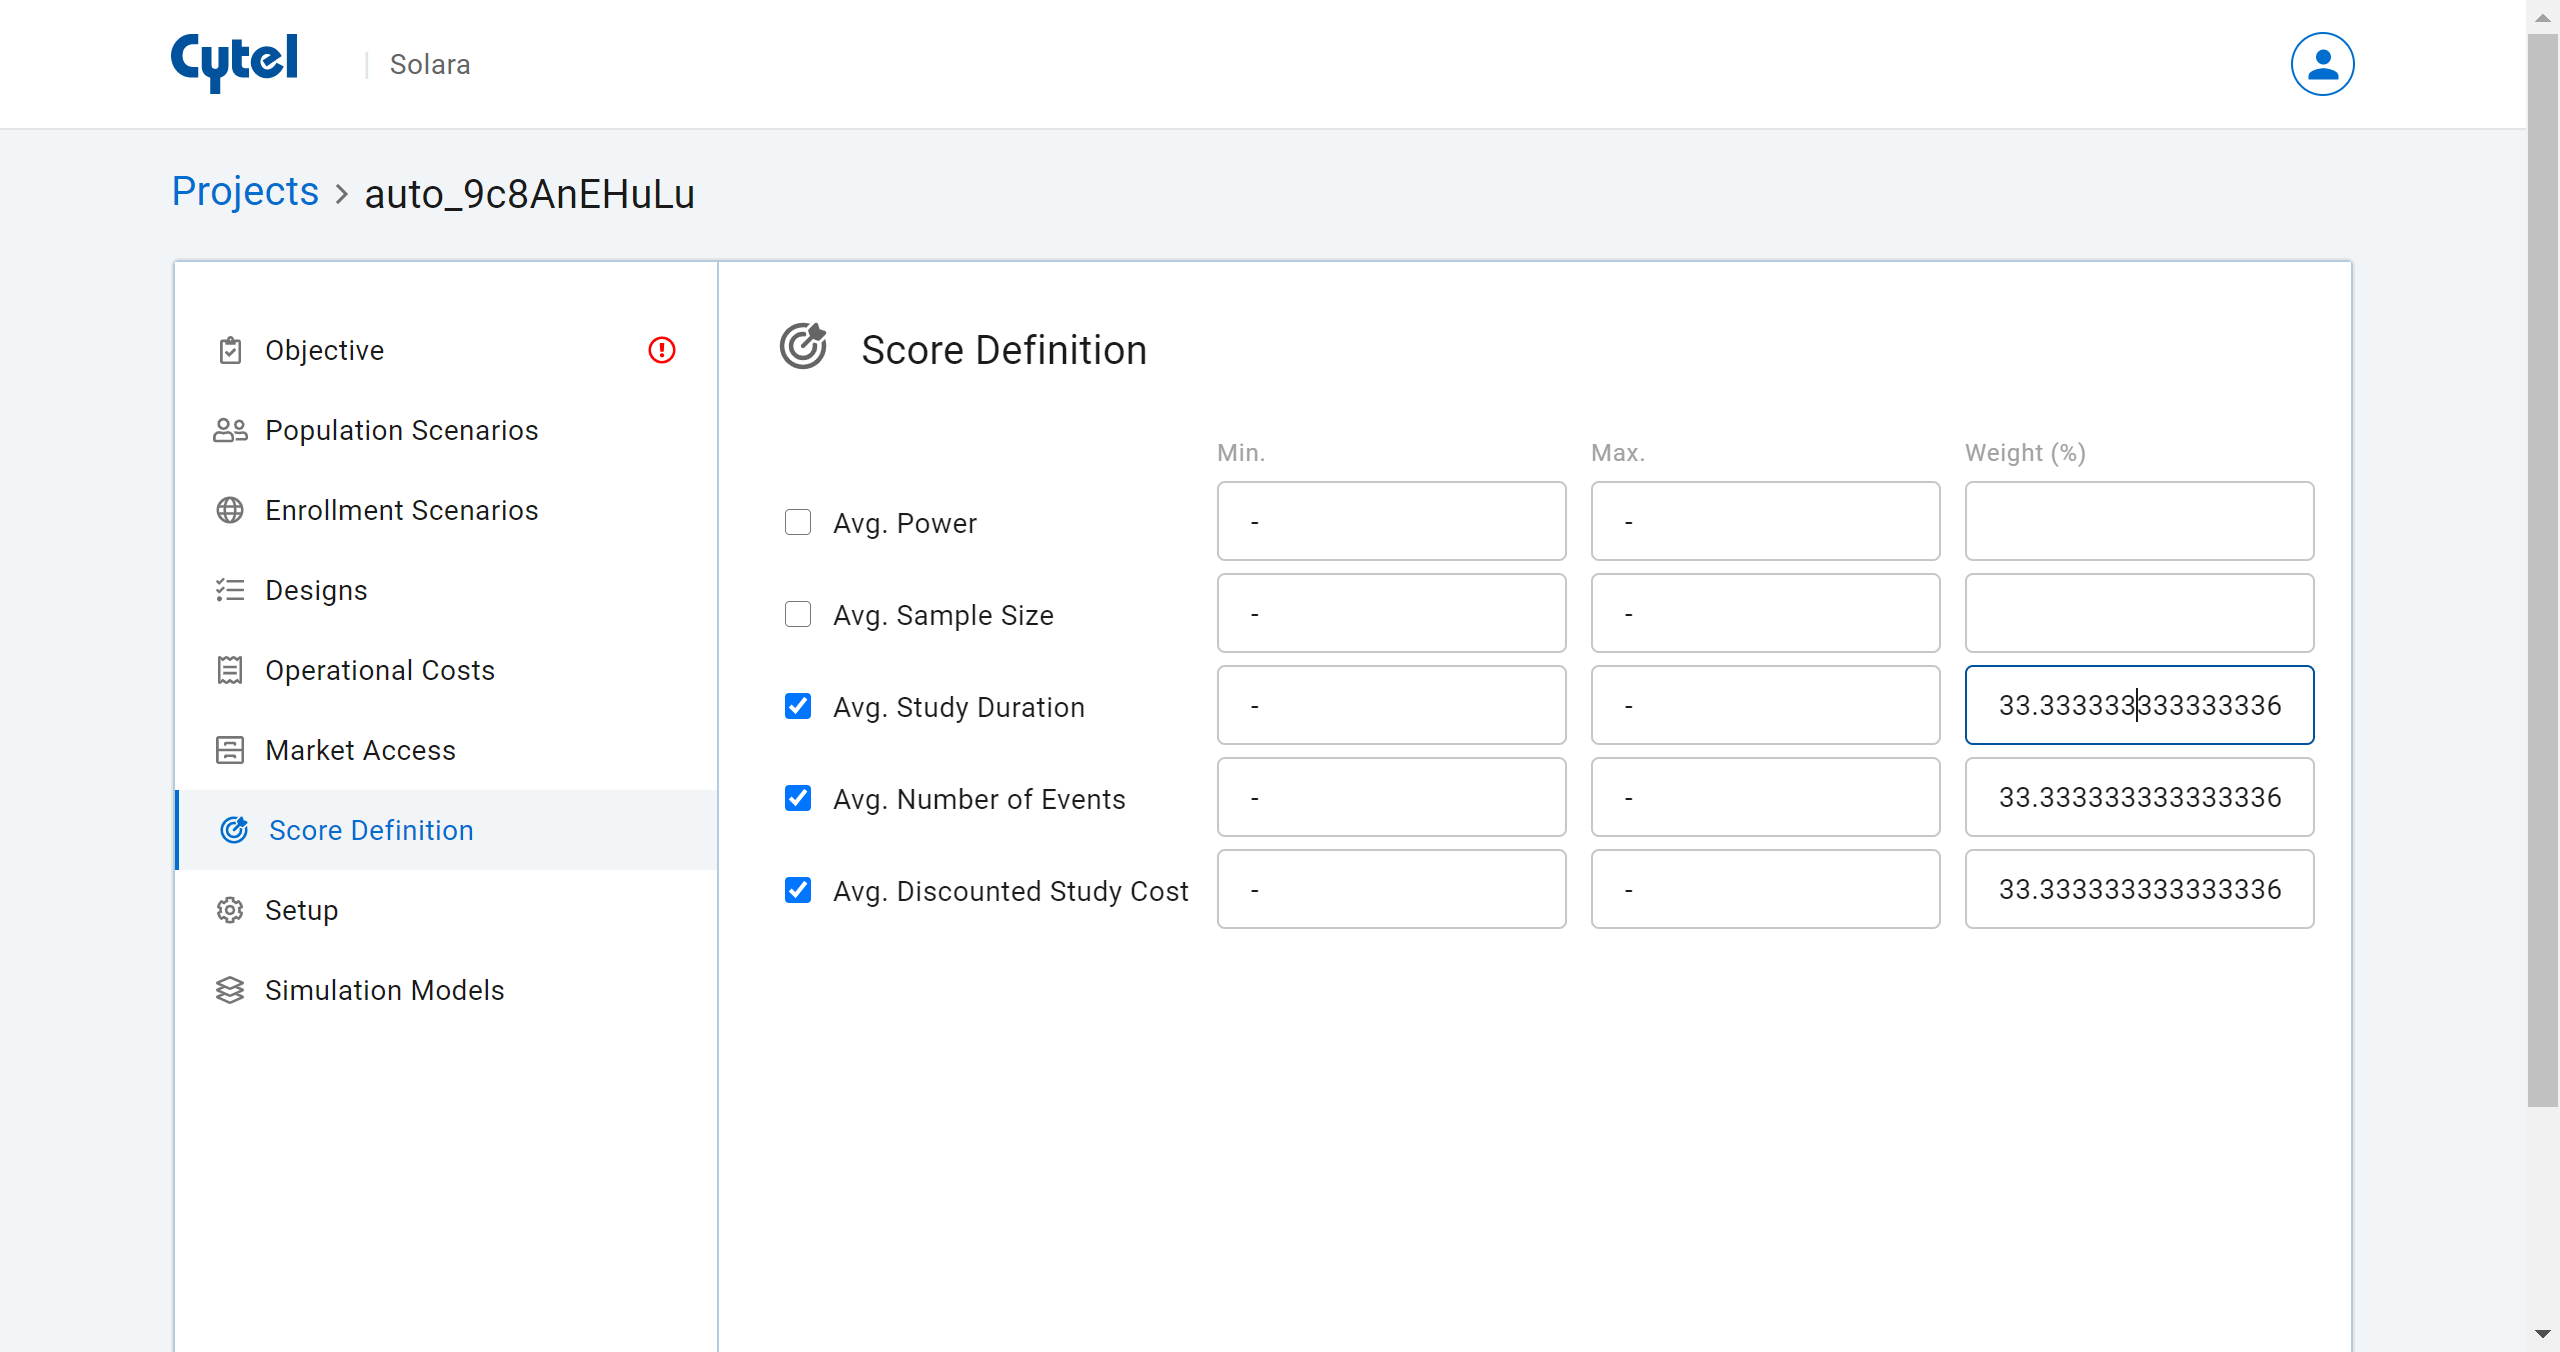 Cytel | Solara
Projects > auto_9c8AnEHuLu
Objective
Population Scenarios
Enrollment Scenarios
Designs
Operational Costs
Market Access
Score Definition
Setup
Simulation Models
Score Definition
Min. Max. Weight (%)
Avg. Power - -
Avg. Sample Size - -
Avg. Study Duration - - 33.333333333333336
Avg. Number of Events - - 33.333333333333336
Avg. Discounted Study Cost - - 33.333333333333336